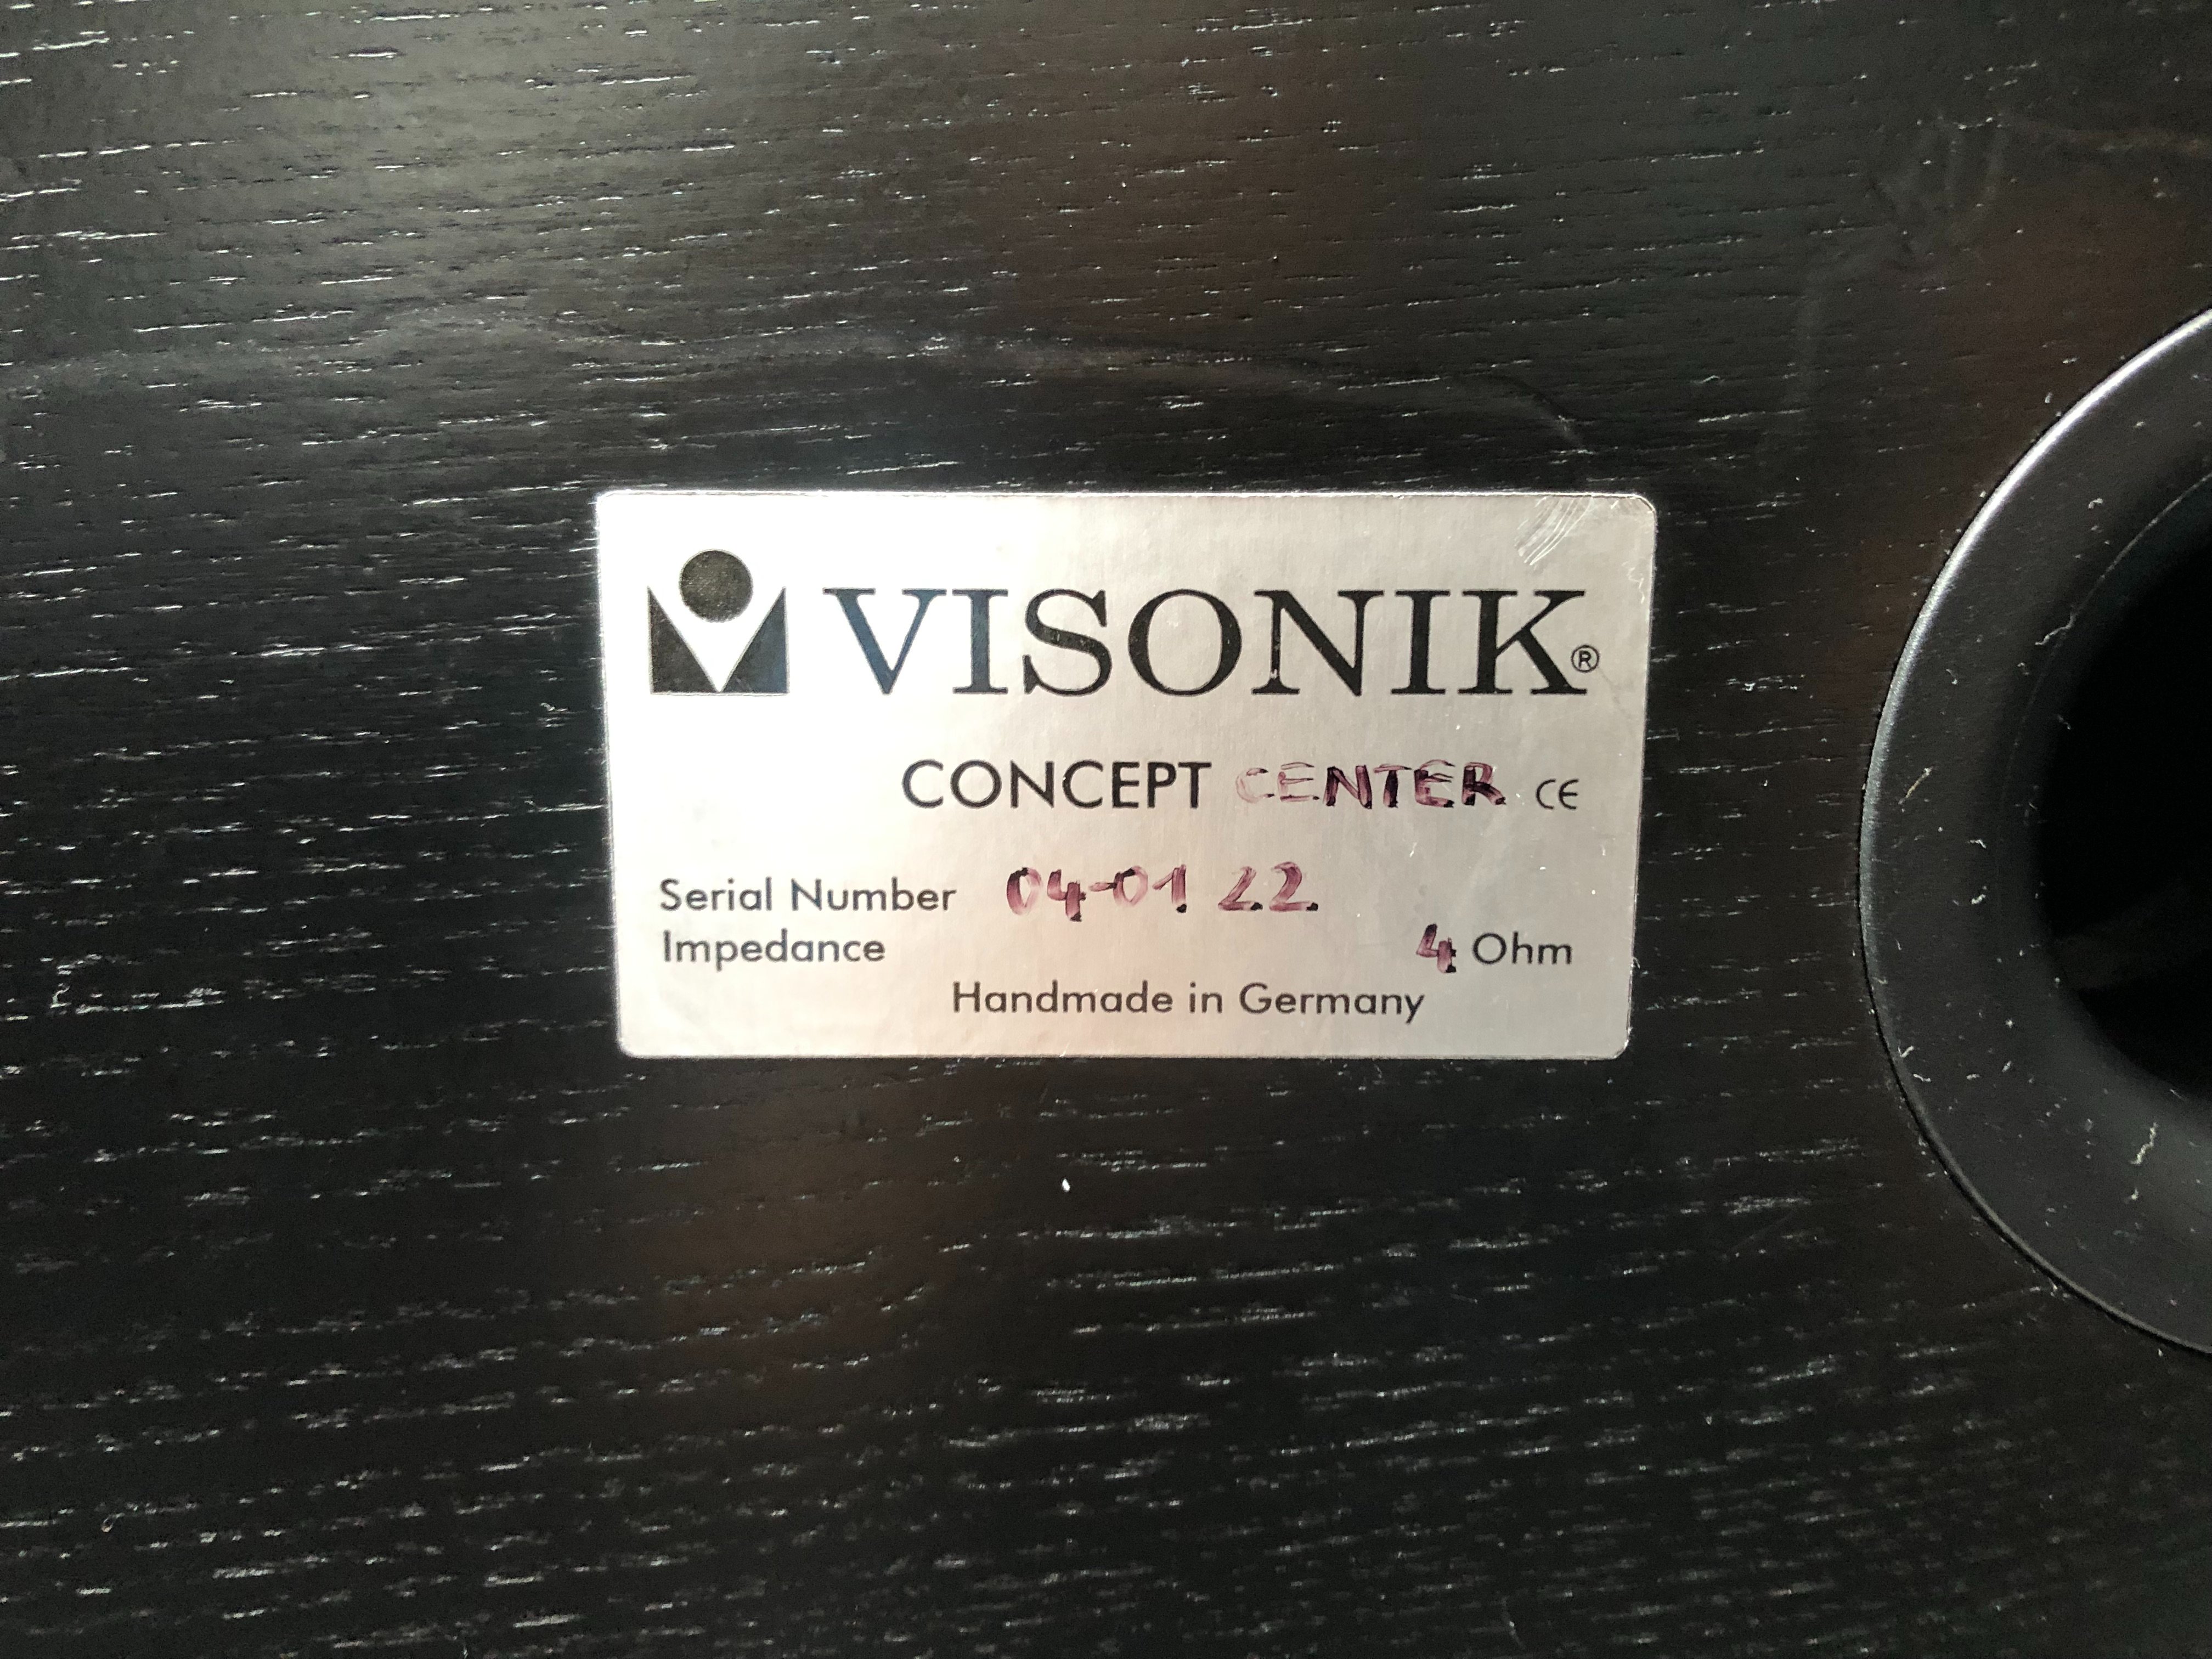 VISONIK®
CONCEPT CENTER CE
Serial Number 04-01 22
Impedance 4 Ohm
Handmade in Germany